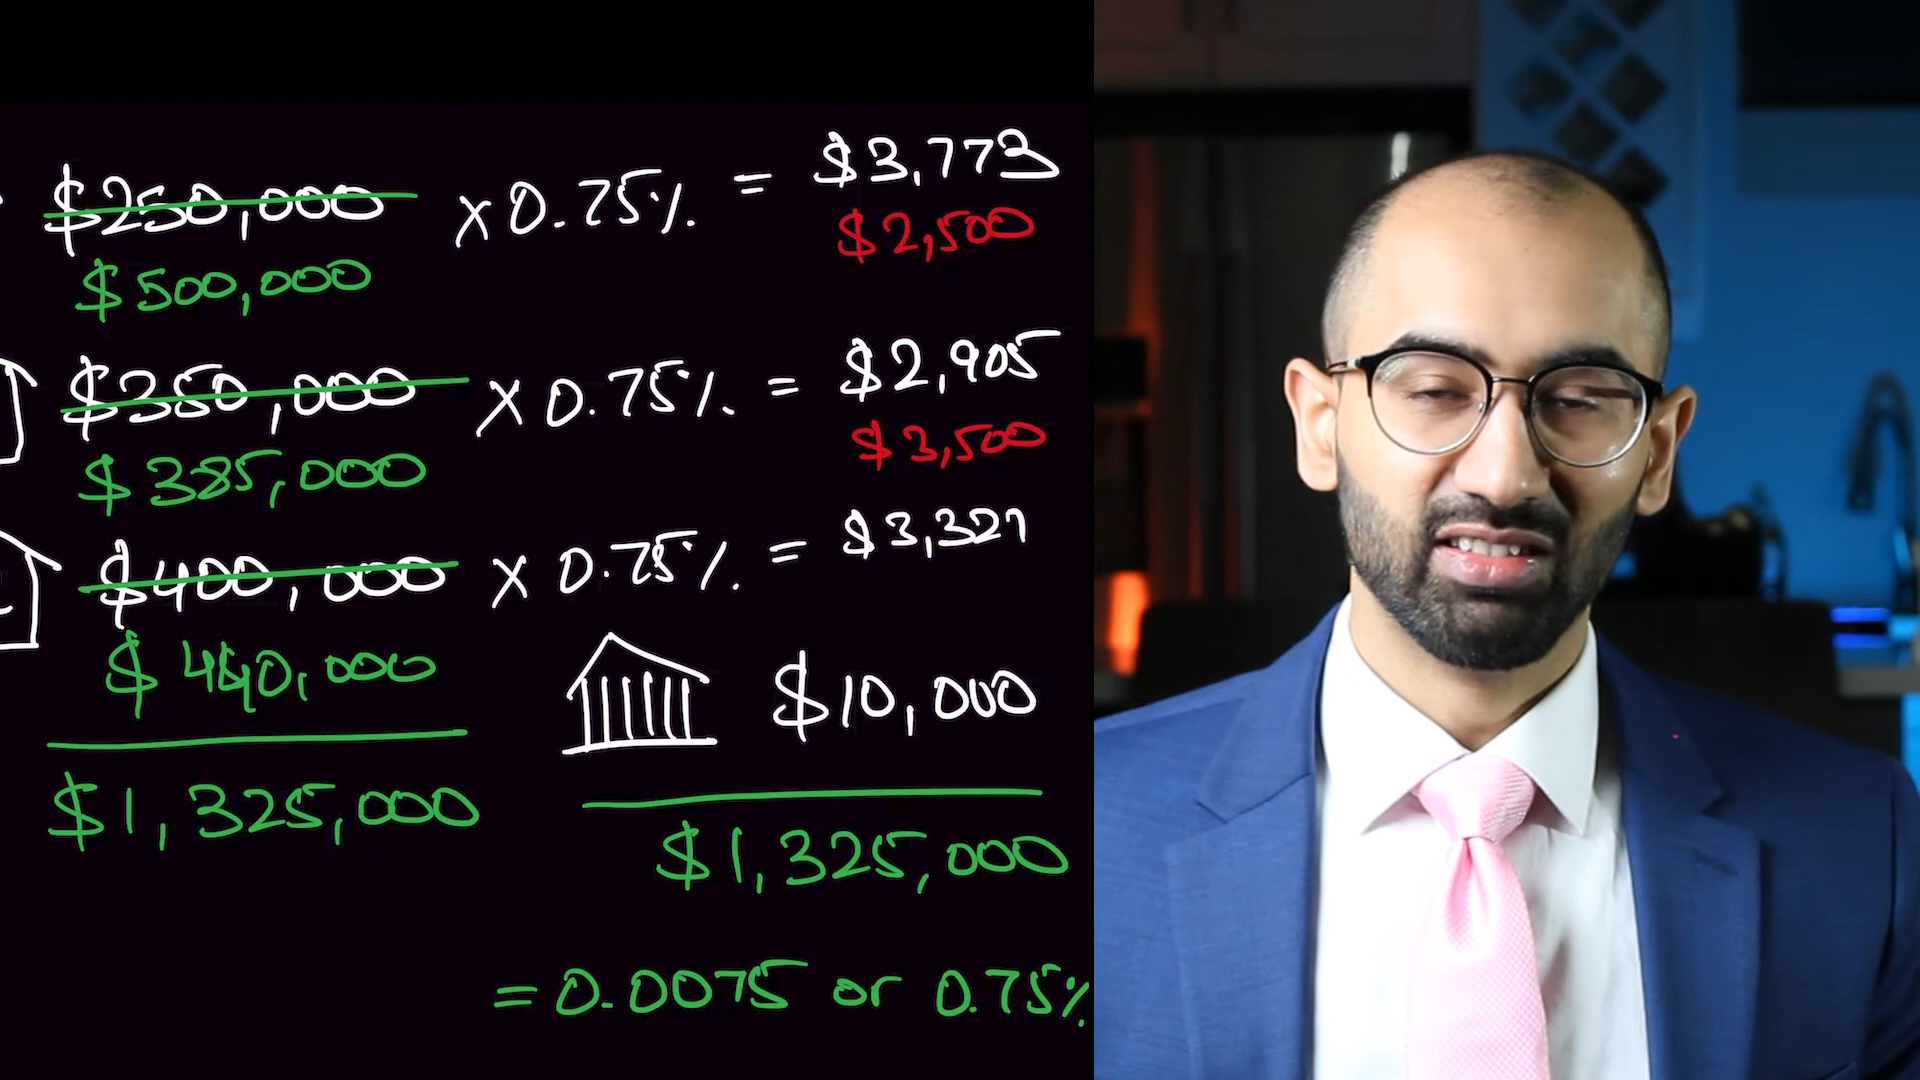 $250,000 x 0.75% = $3,773
$500,000 $2,500
$350,000 x 0.75% = $2,905
$385,000 $3,500
$400,000 x 0.75% = $3,321
$440,000
$10,000
$1,325,000 $1,325,000
= 0.0075 or 0.75%